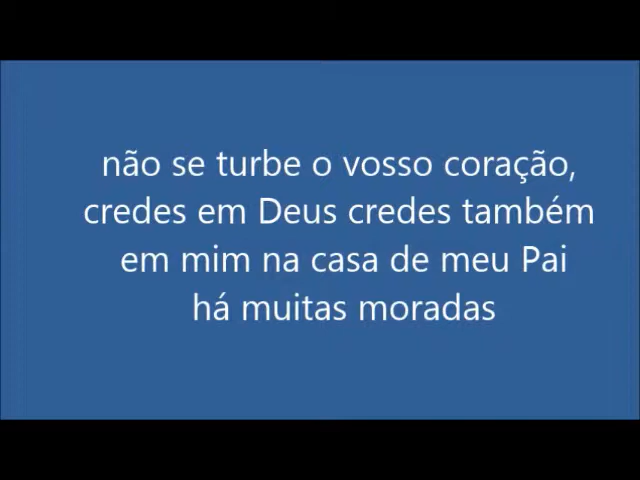 não se turbe o vosso coração,
credes em Deus credes também
em mim na casa de meu Pai
há muitas moradas